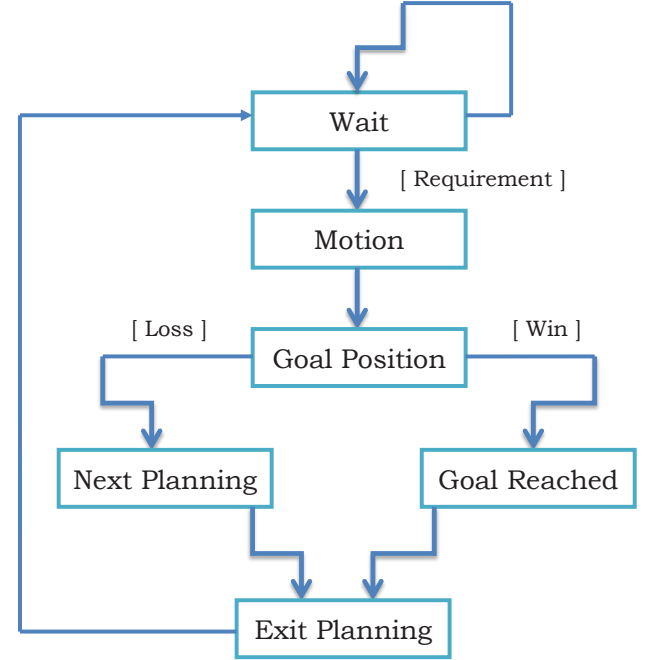 Wait
[ Requirement ]
Motion
[ Loss ]
[ Win ]
Goal Position
Next Planning
Goal Reached
Exit Planning